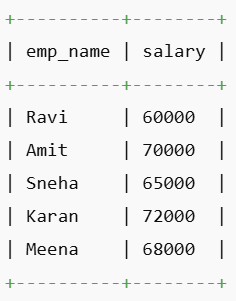 +----------+--------+
| emp_name | salary |
+----------+--------+
| Ravi     | 60000  |
| Amit     | 70000  |
| Sneha    | 65000  |
| Karan    | 72000  |
| Meena    | 68000  |
+----------+--------+